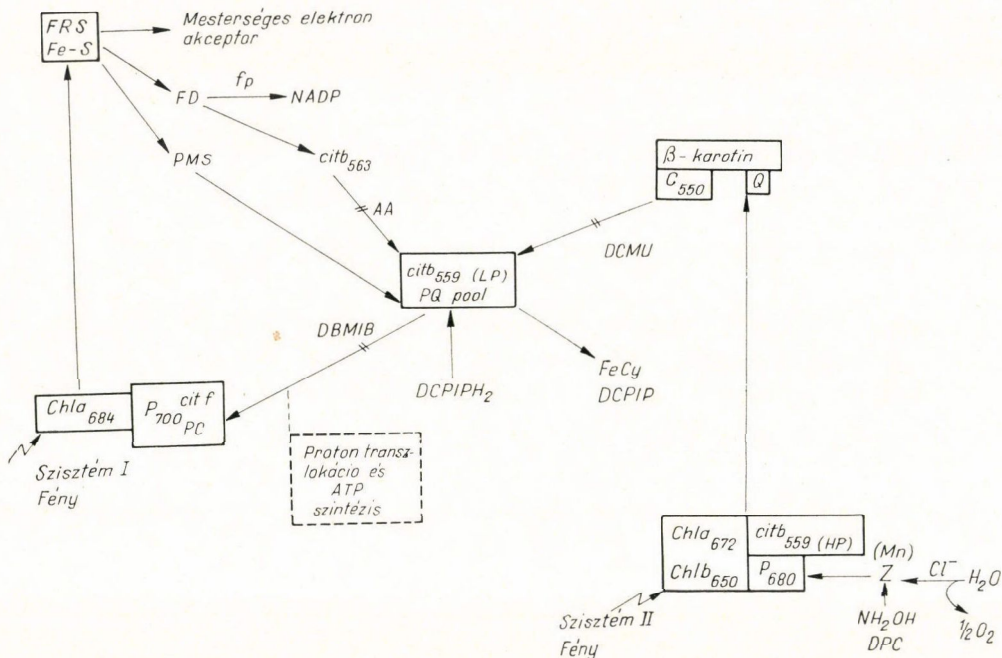 FRS
Fe-S
Mesterséges elektron
akceptor
FD
fp
NADP
PMS
citb563
AA
β-karotin
C550
Q
DCMU
citb559 (LP)
PQ pool
DBMIB
DCPIPH2
FeCy
DCPIP
Chla684
P700 cit f
PC
Szisztém I
Fény
Proton transz-
lokáció és
ATP
szintézis
Chla672
citb559 (HP)
Chlb650
P680
(Mn)
Z
Cl⁻
H2O
½O2
NH2OH
DPC
Szisztém II
Fény